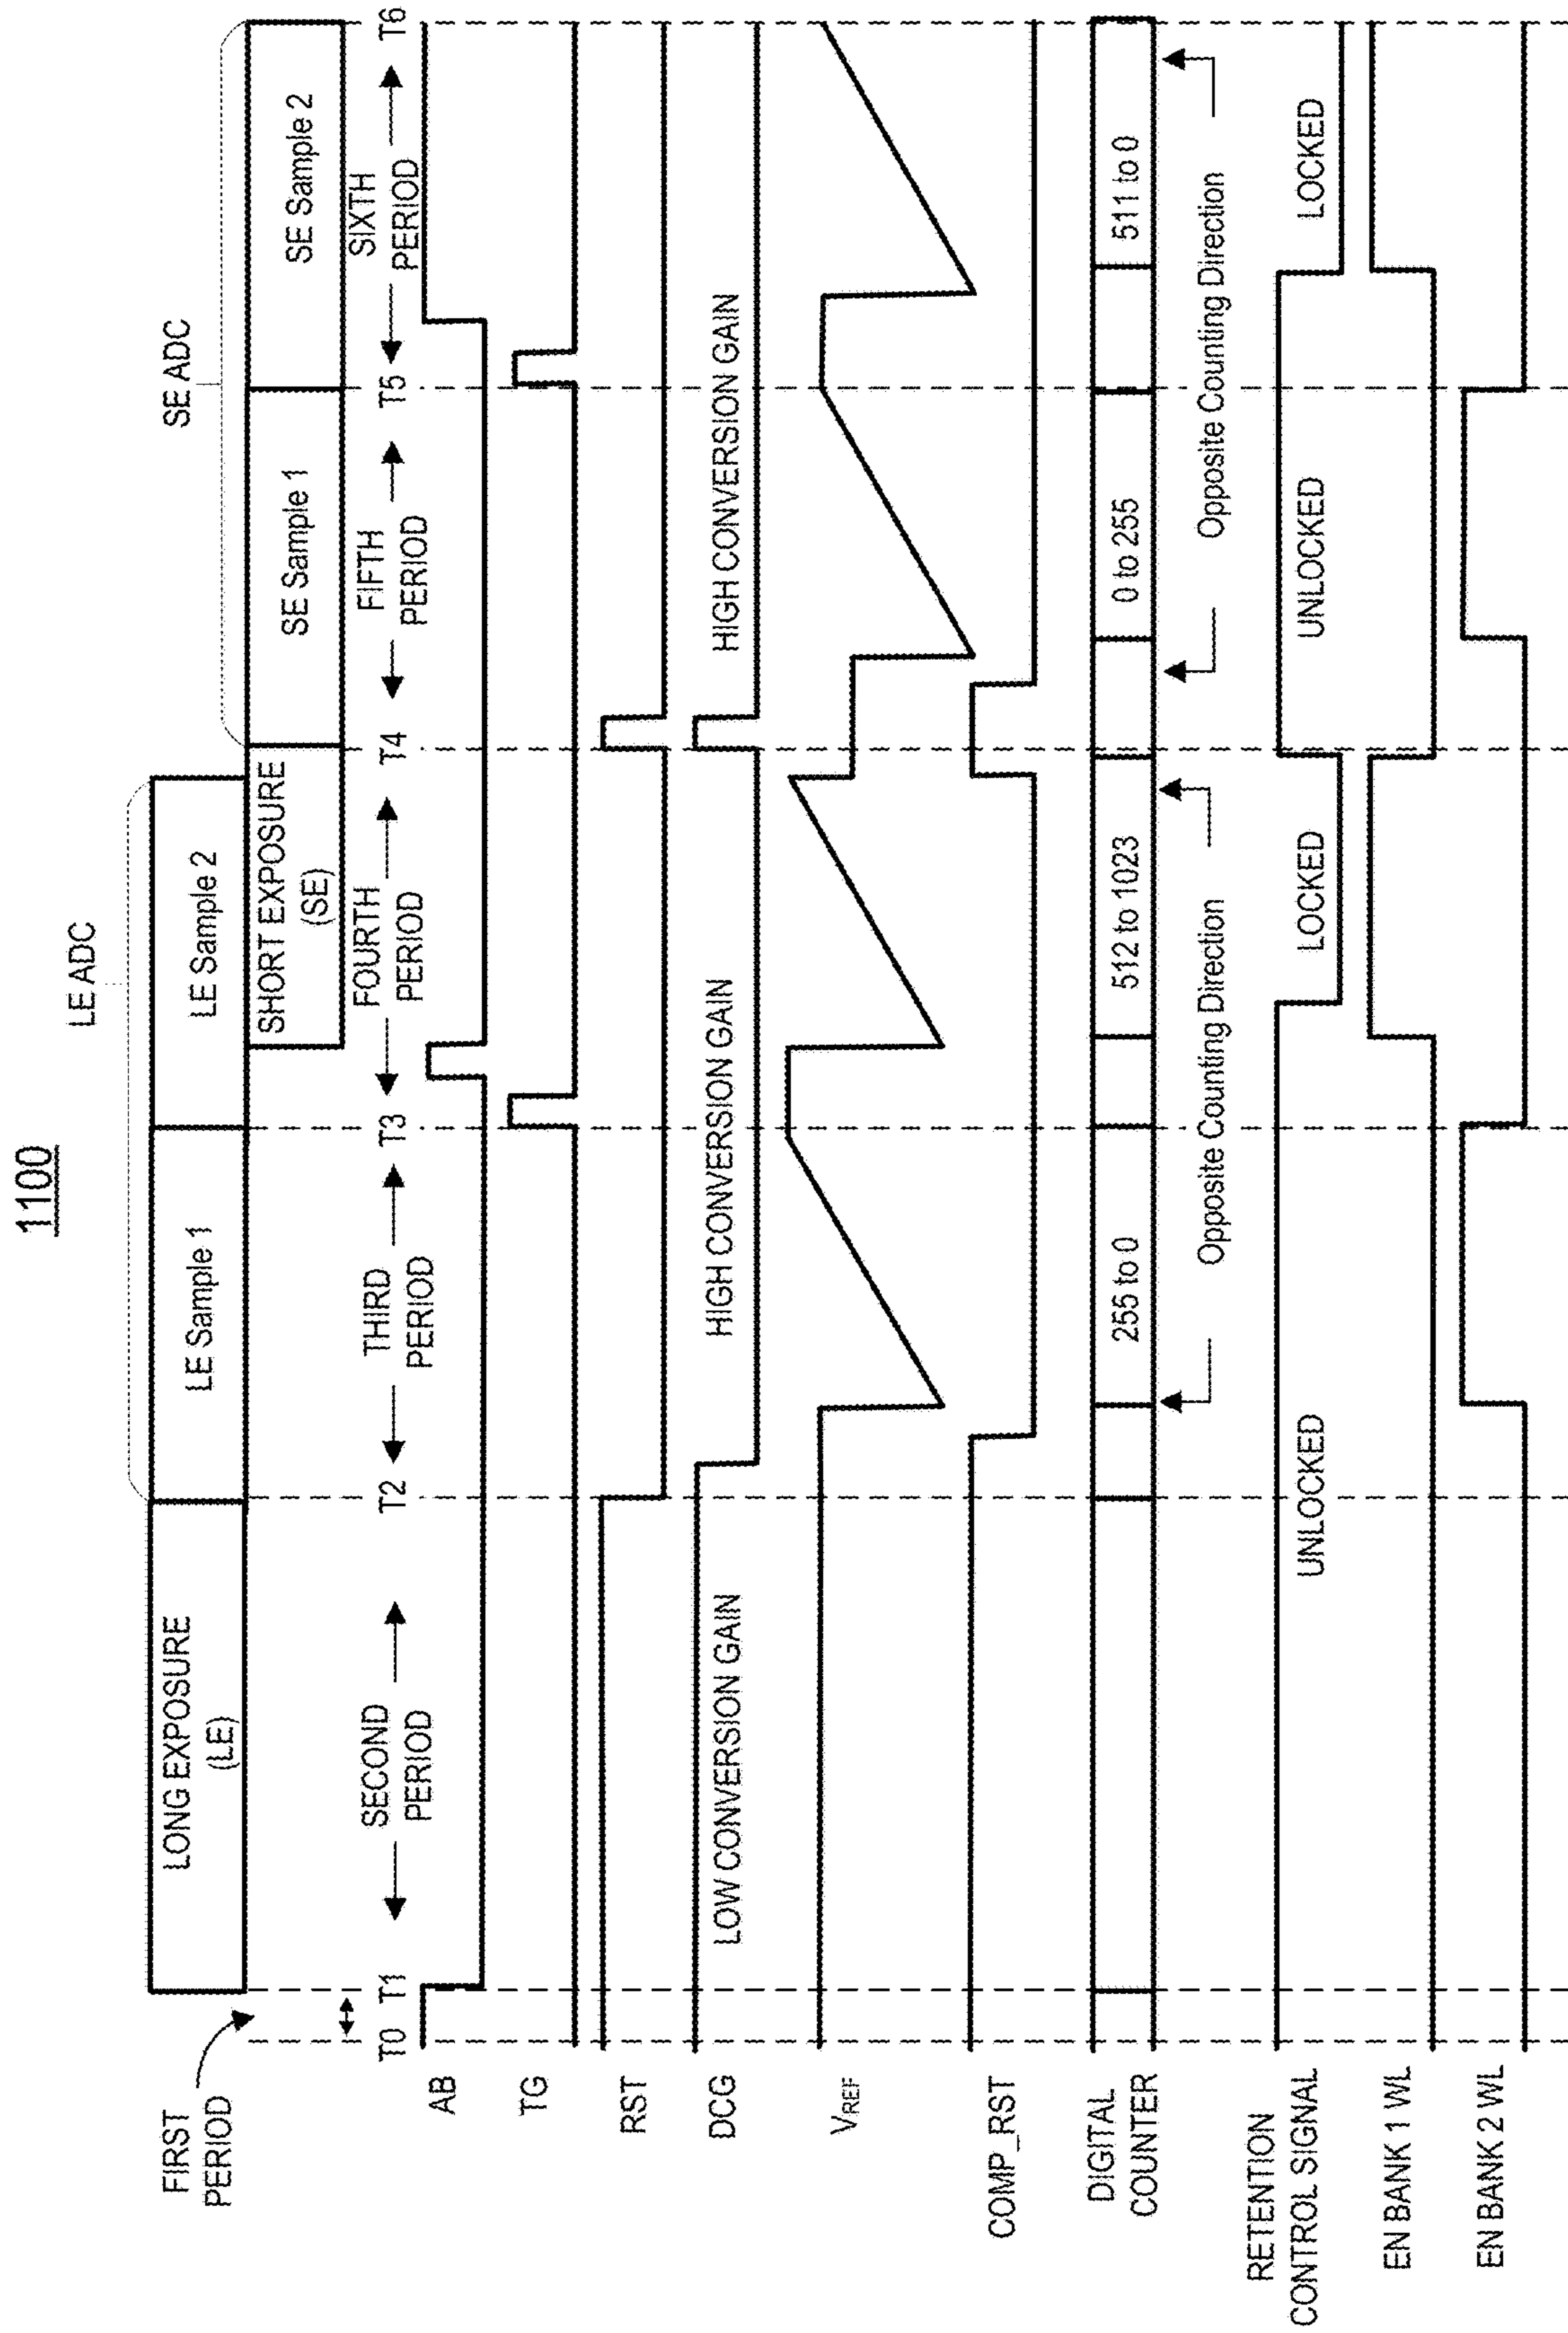 1100
LE ADC
SE ADC
FIRST
PERIOD
LONG EXPOSURE
(LE)
LE Sample 1
LE Sample 2
SHORT EXPOSURE
(SE)
SE Sample 1
SE Sample 2
T0
T1
SECOND
PERIOD
T2
THIRD
PERIOD
T3
FOURTH
PERIOD
T4
FIFTH
PERIOD
T5
SIXTH
PERIOD
T6
AB
TG
RST
DCG
LOW CONVERSION GAIN
HIGH CONVERSION GAIN
HIGH CONVERSION GAIN
VREF
COMP_RST
DIGITAL
COUNTER
255 to 0
512 to 1023
0 to 255
511 to 0
Opposite Counting Direction
Opposite Counting Direction
RETENTION
CONTROL SIGNAL
UNLOCKED
LOCKED
UNLOCKED
LOCKED
EN BANK 1 WL
EN BANK 2 WL